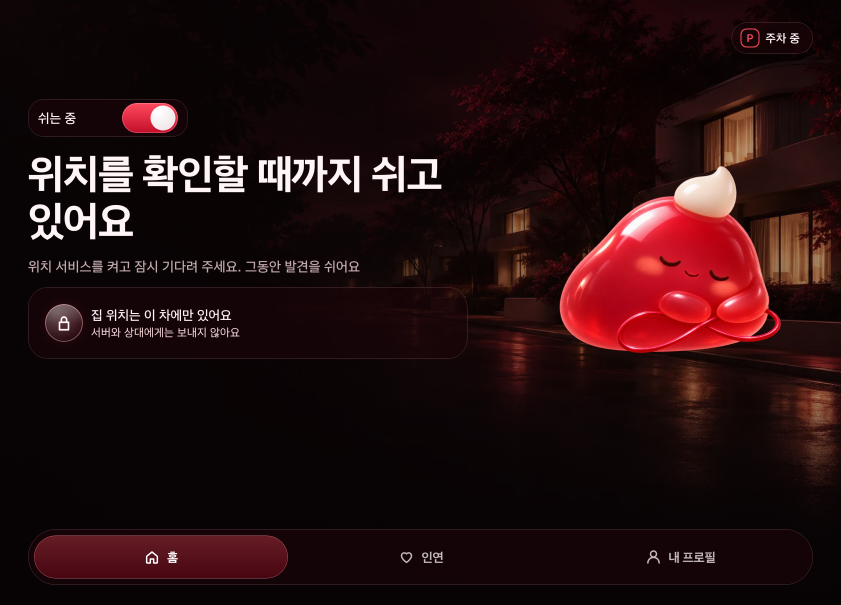 P 주차 중
쉬는 중
위치를 확인할 때까지 쉬고
있어요
위치 서비스를 켜고 잠시 기다려 주세요. 그동안 발견을 쉬어요
집 위치는 이 차에만 있어요
서버와 상대에게는 보내지 않아요
홈
인연
내 프로필